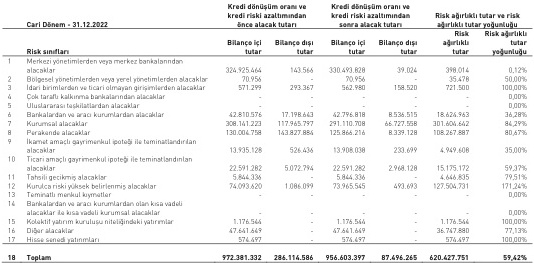 Kredi dönüşüm oranı ve kredi riski azaltımından önce alacak tutarı
Kredi dönüşüm oranı ve kredi riski azaltımından sonra alacak tutarı
Risk ağırlıklı tutar ve risk ağırlıklı tutar yoğunluğu
Cari Dönem - 31.12.2022
Risk sınıfları Bilanço içi tutar Bilanço dışı tutar Bilanço içi tutar Bilanço dışı tutar Risk ağırlıklı tutar Risk ağırlıklı tutar yoğunluğu
1 Merkezi yönetimlerden veya merkez bankalarından alacaklar 324.925.464 143.566 330.493.828 39.024 398.014 0,12%
2 Bölgesel yönetimlerden veya yerel yönetimlerden alacaklar 70.956 - 70.956 - 35.478 50,00%
3 İdari birimlerden ve ticari olmayan girişimlerden alacaklar 571.299 293.367 562.980 158.520 721.500 100,00%
4 Çok taraflı kalkınma bankalarından alacaklar - - - - - 0,00%
5 Uluslararası teşkilatlardan alacaklar - - - - - 0,00%
6 Bankalardan ve aracı kurumlardan alacaklar 42.810.576 17.198.643 42.796.818 8.536.515 18.624.963 36,28%
7 Kurumsal alacaklar 308.141.223 117.965.797 291.110.708 66.727.558 301.604.642 84,29%
8 Perakende alacaklar 130.004.758 143.827.884 125.866.216 8.339.128 108.267.887 80,67%
9 İkamet amaçlı gayrimenkul ipoteği ile teminatlandırılan alacaklar 13.935.128 526.436 13.908.038 233.699 4.949.608 35,00%
10 Ticari amaçlı gayrimenkul ipoteği ile teminatlandırılan alacaklar 22.591.282 5.072.794 22.591.282 2.968.128 15.175.172 59,37%
11 Tahsili gecikmiş alacaklar 5.844.336 - 5.844.336 - 4.646.835 79,51%
12 Kurulca riski yüksek belirlenmiş alacaklar 74.093.620 1.086.099 73.965.545 493.693 127.504.731 171,24%
13 Teminatlı menkul kıymetler - - - - - 0,00%
14 Bankalardan ve aracı kurumlardan olan kısa vadeli alacaklar ile kısa vadeli kurumsal alacaklar - - - - - 0,00%
15 Kolektif yatırım kuruluşu niteliğindeki yatırımlar 1.176.544 - 1.176.544 - 1.176.544 100,00%
16 Diğer alacaklar 47.641.649 - 47.641.649 - 36.747.880 77,13%
17 Hisse senedi yatırımları 574.497 - 574.497 - 574.497 100,00%
18 Toplam 972.381.332 286.114.586 956.603.397 87.496.265 620.427.751 59,42%